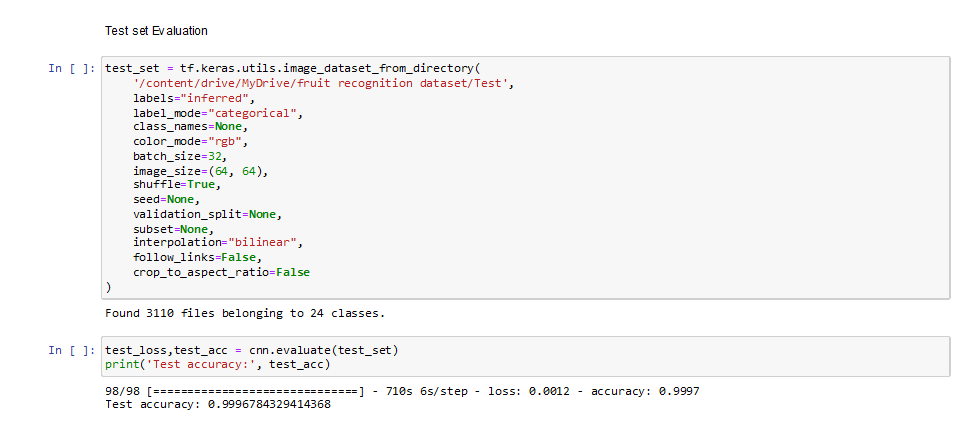 Test set Evaluation
In [ ]: test_set = tf.keras.utils.image_dataset_from_directory(
'/content/drive/MyDrive/fruit recognition dataset/Test',
labels="inferred",
label_mode="categorical",
class_names=None,
color_mode="rgb",
batch_size=32,
image_size=(64, 64),
shuffle=True,
seed=None,
validation_split=None,
subset=None,
interpolation="bilinear",
follow_links=False,
crop_to_aspect_ratio=False
)
Found 3110 files belonging to 24 classes.
In [ ]: test_loss,test_acc = cnn.evaluate(test_set)
print('Test accuracy:', test_acc)
98/98 [==============================] - 710s 6s/step - loss: 0.0012 - accuracy: 0.9997
Test accuracy: 0.9996784329414368